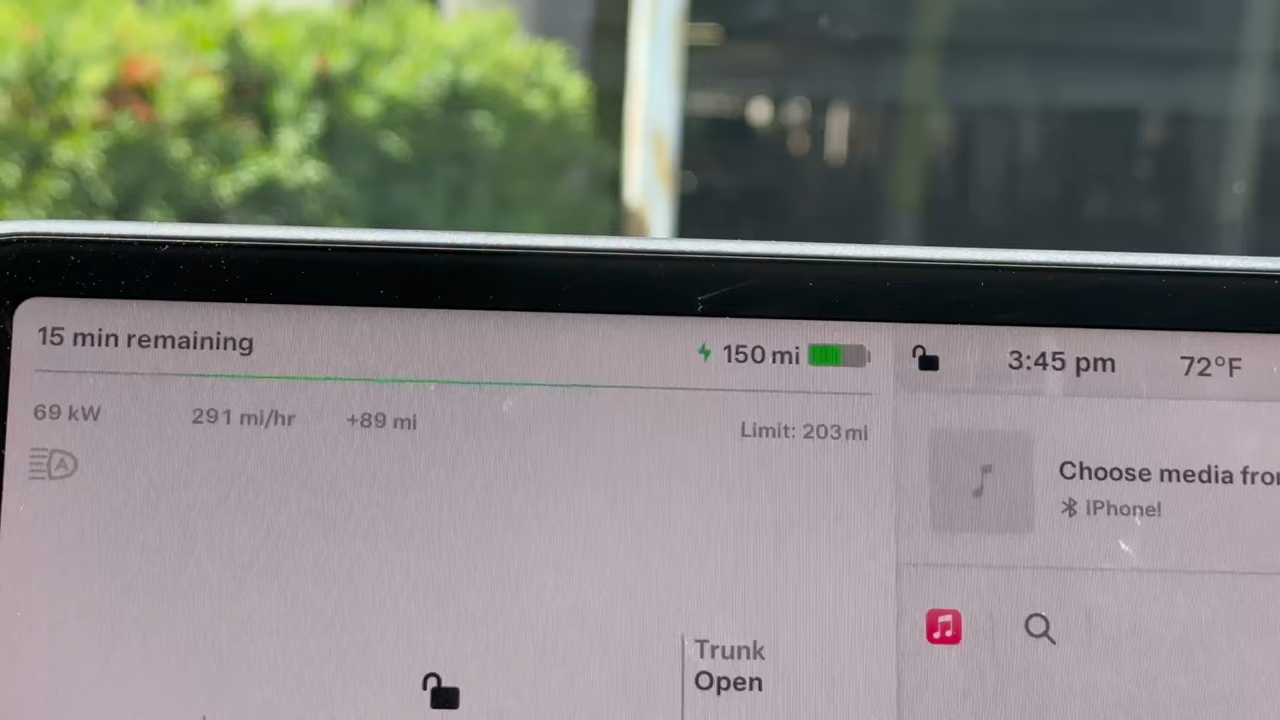 15 min remaining
150 mi
3:45 pm
72°F
69 kW
291 mi/hr
+89 mi
Limit: 203 mi
A
Choose media fro
iPhone!
Trunk
Open